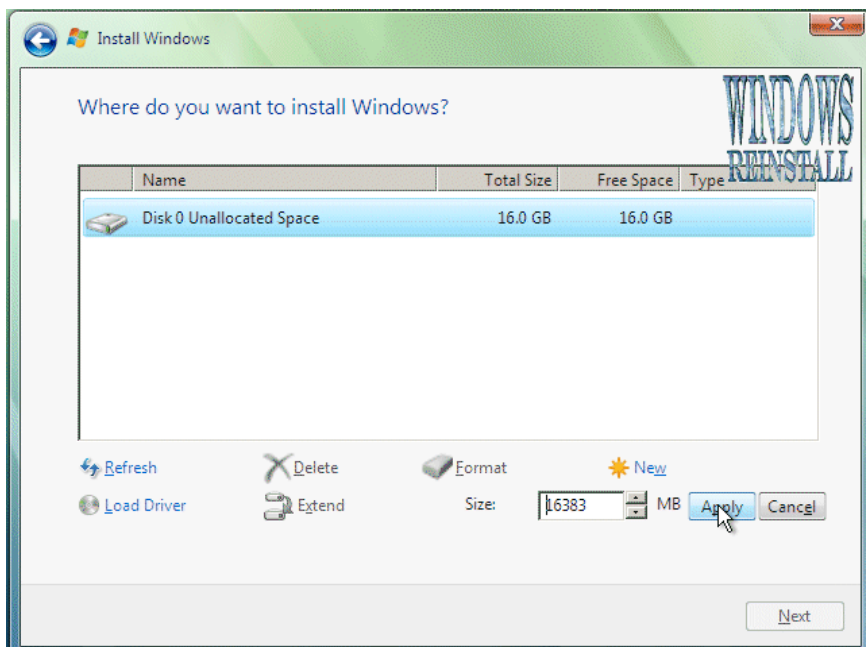 Install Windows
Where do you want to install Windows?
WINDOWS
REINSTALL
Name Total Size Free Space Type
Disk 0 Unallocated Space 16.0 GB 16.0 GB
Refresh Delete Format New
Load Driver Extend Size: 16383 MB Apply Cancel
Next